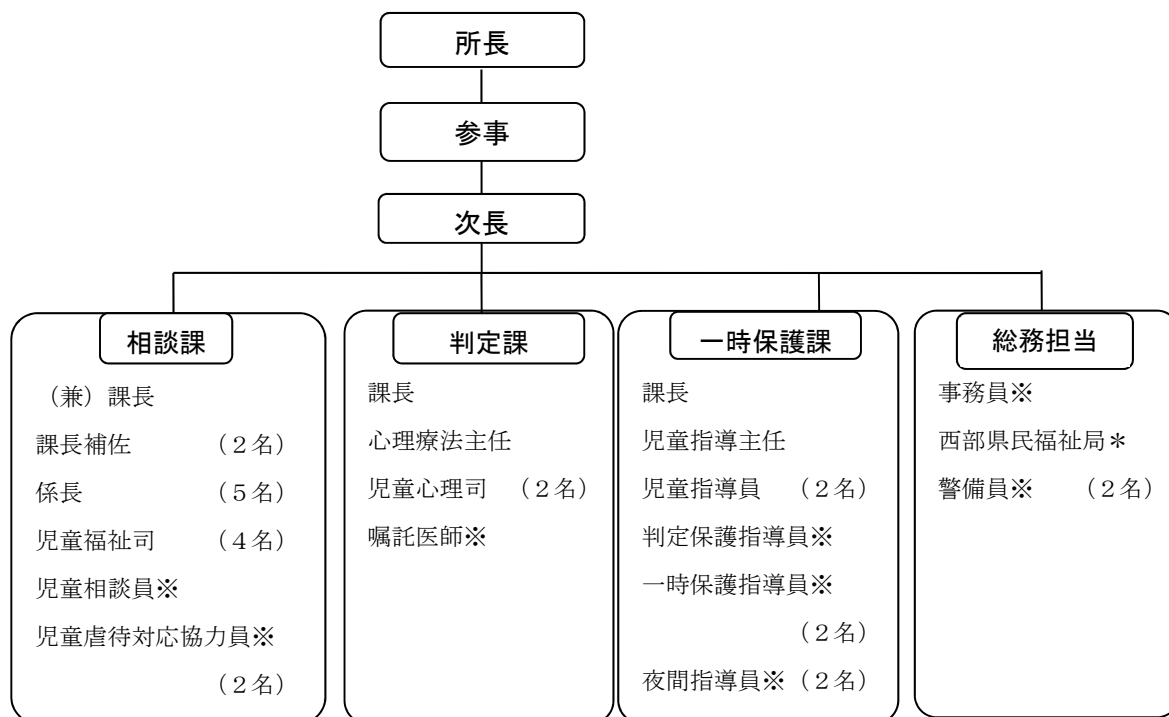 所長
参事
次長
相談課
(兼)課長
課長補佐 (2名)
係長 (5名)
児童福祉司 (4名)
児童相談員※
児童虐待対応協力員※
(2名)
判定課
課長
心理療法主任
児童心理司 (2名)
嘱託医師※
一時保護課
課長
児童指導主任
児童指導員 (2名)
判定保護指導員※
一時保護指導員※
(2名)
夜間指導員※(2名)
総務担当
事務員※
西部県民福祉局*
警備員※ (2名)